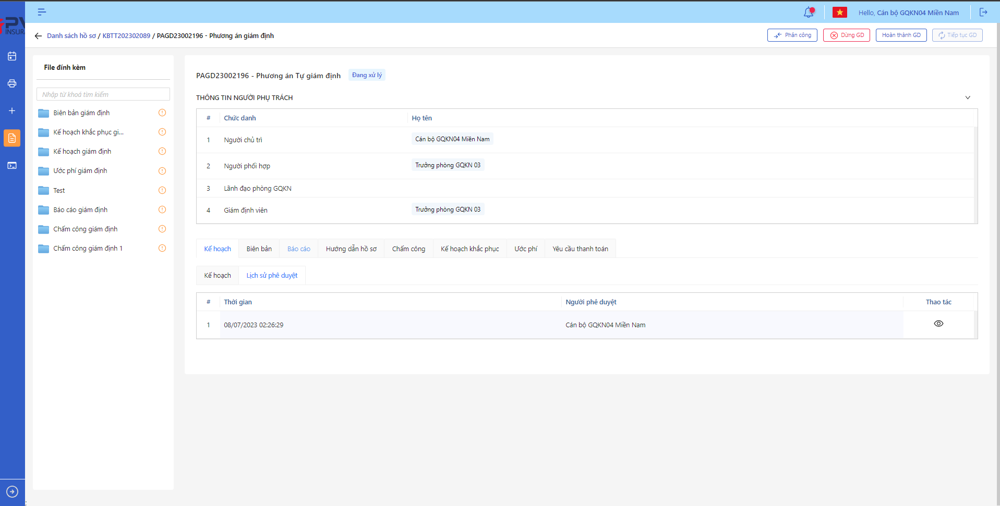 Hello, Cán bộ GQKN04 Miền Nam
PV
INSUR
Danh sách hồ sơ / KBTT202302089 / PAGD23002196 - Phương án giám định
Phân công
Dừng GD
Hoàn thành GD
Tiếp tục GD
File đính kèm
Nhập từ khoá tìm kiếm
Biên bản giám định
Kế hoạch khắc phục gi...
Kế hoạch giám định
Ước phí giám định
Test
Báo cáo giám định
Chấm công giám định
Chấm công giám định 1
PAGD23002196 - Phương án Tự giám định Đang xử lý
THÔNG TIN NGƯỜI PHỤ TRÁCH
# Chức danh Họ tên
1 Người chủ trì Cán bộ GQKN04 Miền Nam
2 Người phối hợp Trưởng phòng GQKN 03
3 Lãnh đạo phòng GQKN
4 Giám định viên Trưởng phòng GQKN 03
Kế hoạch Biên bản Báo cáo Hướng dẫn hồ sơ Chấm công Kế hoạch khắc phục Ước phí Yêu cầu thanh toán
Kế hoạch Lịch sử phê duyệt
# Thời gian Người phê duyệt Thao tác
1 08/07/2023 02:26:29 Cán bộ GQKN04 Miền Nam